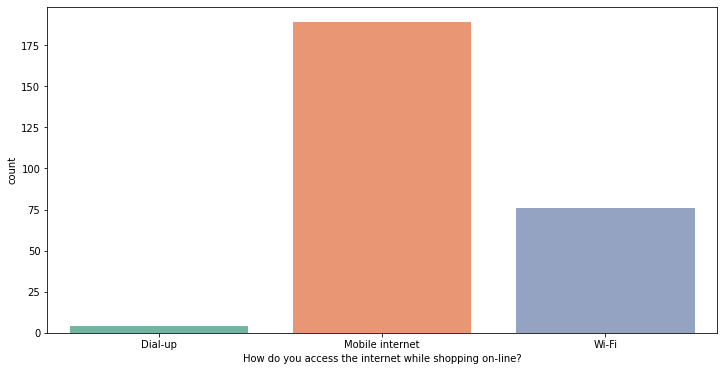 175
150
125
100
75
50
25
0
count
Dial-up Mobile internet Wi-Fi
How do you access the internet while shopping on-line?